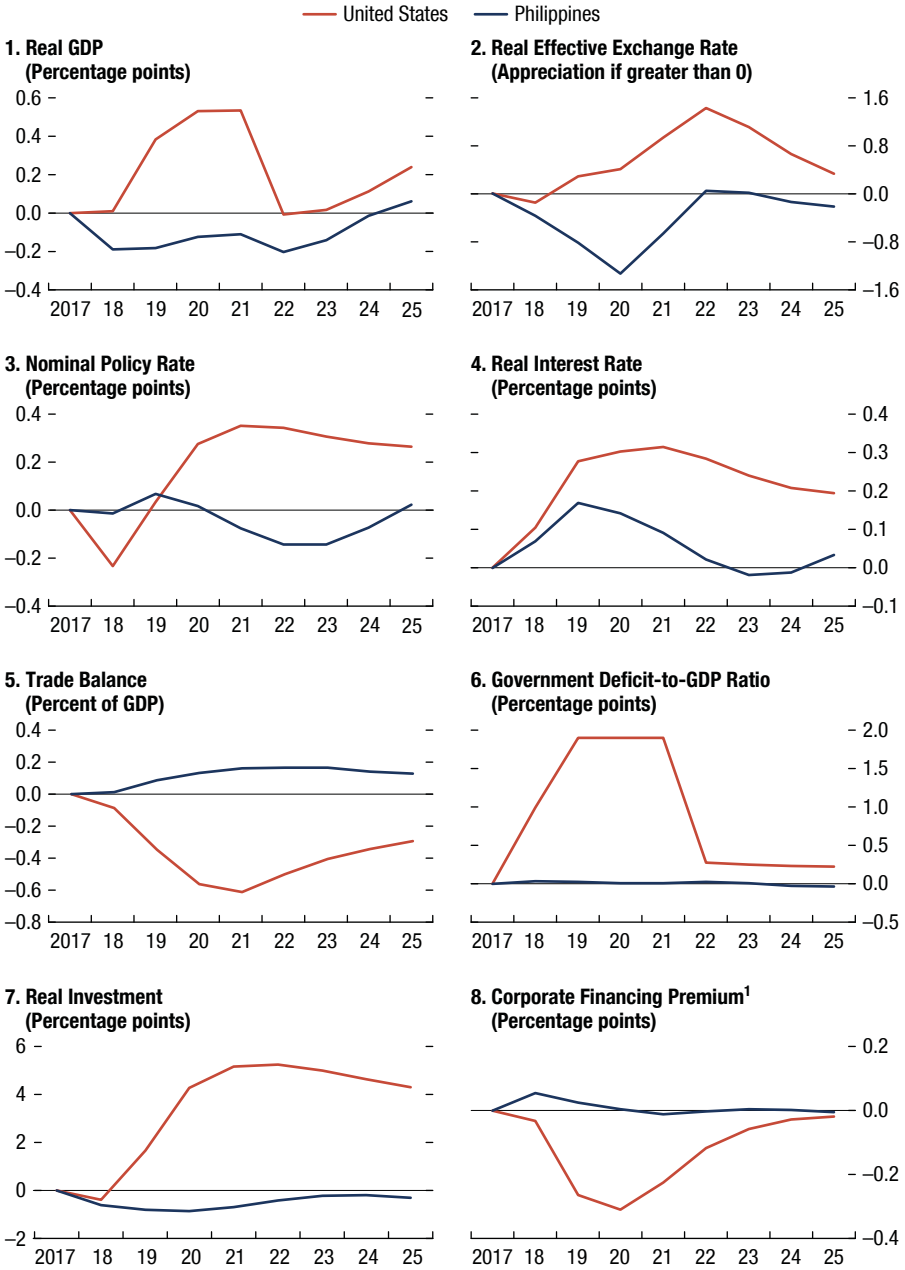 United States Philippines
1. Real GDP
(Percentage points)
0.6
0.4
0.2
0.0
–0.2
–0.4
2017 18 19 20 21 22 23 24 25
2. Real Effective Exchange Rate
(Appreciation if greater than 0)
1.6
0.8
0.0
–0.8
–1.6
2017 18 19 20 21 22 23 24 25
3. Nominal Policy Rate
(Percentage points)
0.4
0.2
0.0
–0.2
–0.4
2017 18 19 20 21 22 23 24 25
4. Real Interest Rate
(Percentage points)
0.4
0.3
0.2
0.1
0.0
–0.1
2017 18 19 20 21 22 23 24 25
5. Trade Balance
(Percent of GDP)
0.4
0.2
0.0
–0.2
–0.4
–0.6
–0.8
2017 18 19 20 21 22 23 24 25
6. Government Deficit-to-GDP Ratio
(Percentage points)
2.0
1.5
1.0
0.5
0.0
–0.5
2017 18 19 20 21 22 23 24 25
7. Real Investment
(Percentage points)
6
4
2
0
–2
2017 18 19 20 21 22 23 24 25
8. Corporate Financing Premium¹
(Percentage points)
0.2
0.0
–0.2
–0.4
2017 18 19 20 21 22 23 24 25